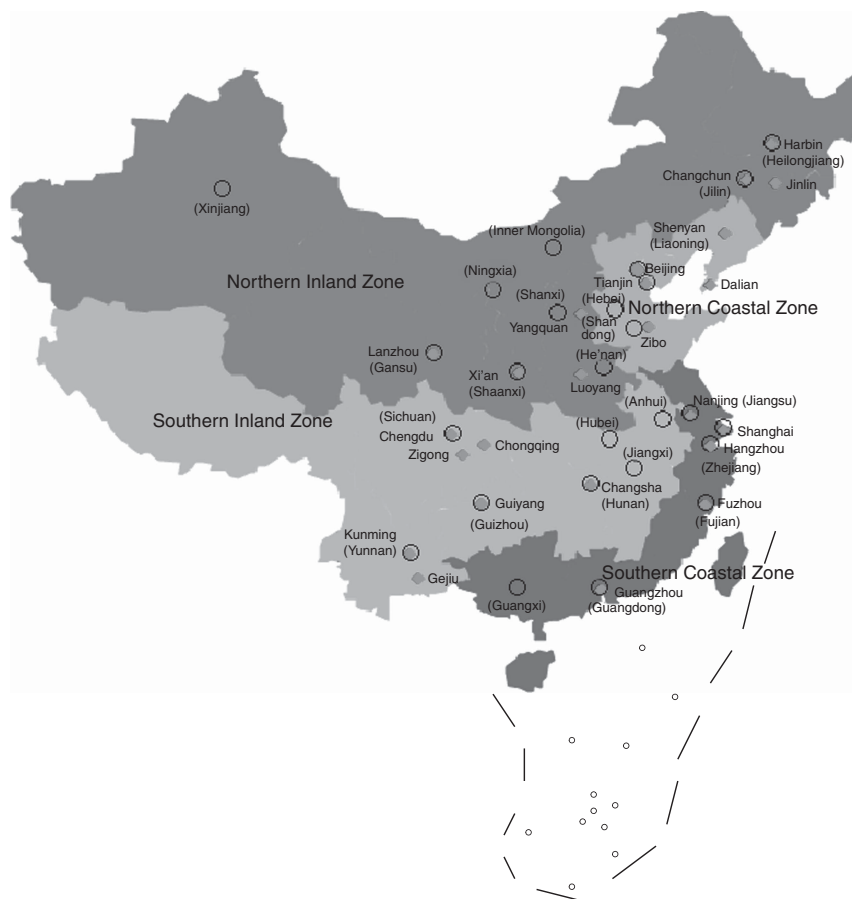 Harbin
(Heilongjiang)
Changchun
(Jilin)
Jinlin
(Xinjiang)
Shenyan
(Liaoning)
(Inner Mongolia)
Beijing
(Ningxia)
Tianjin
Dalian
Northern Inland Zone
(Shanxi)
(Hebei)
Northern Coastal Zone
Yangquan
(Shan
dong)
Zibo
Lanzhou
(Gansu)
(He'nan)
Xi'an
(Shaanxi)
Luoyang
(Anhui)
Nanjing (Jiangsu)
Southern Inland Zone
(Sichuan)
Chengdu
(Hubei)
Shanghai
Hangzhou
(Zhejiang)
Chongqing
Zigong
(Jiangxi)
Changsha
(Hunan)
Guiyang
(Guizhou)
Fuzhou
(Fujian)
Kunming
(Yunnan)
Gejiu
Southern Coastal Zone
(Guangxi)
Guangzhou
(Guangdong)